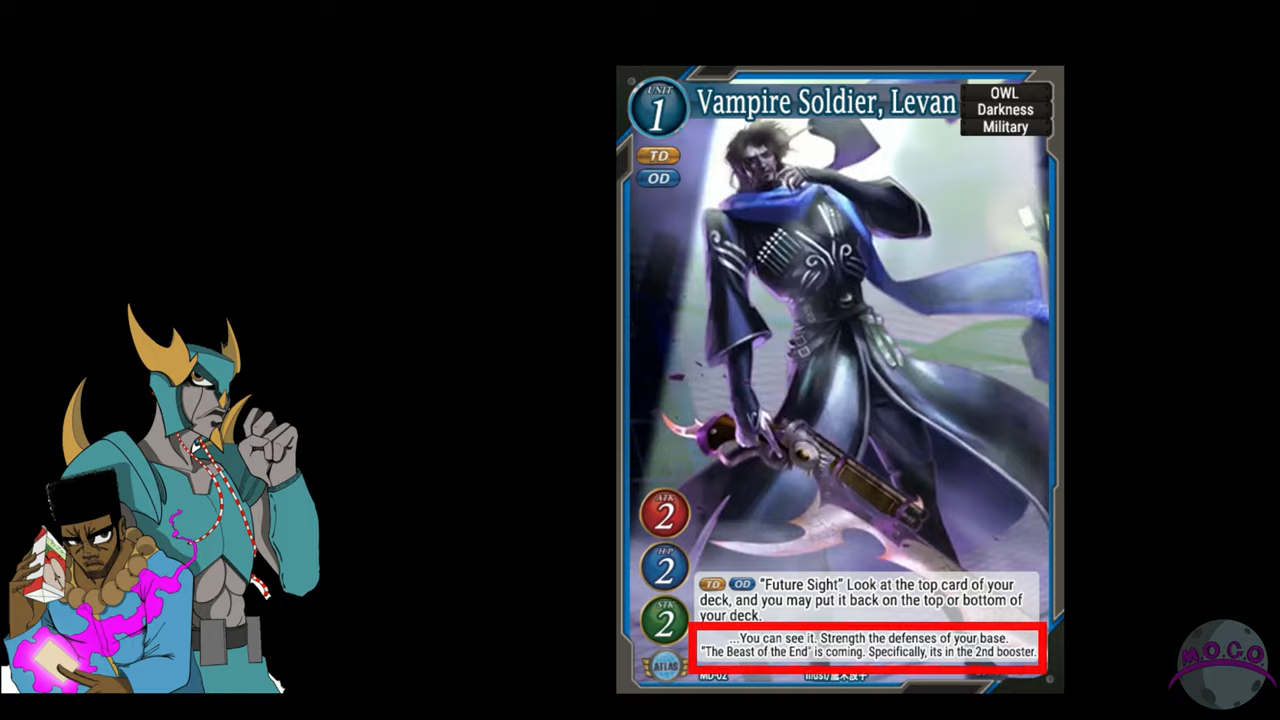 UNIT
1
Vampire Soldier, Levan
OWL
Darkness
Military
TD
OD
ATK
2
HP
2
STK
2
TD OD "Future Sight" Look at the top card of your
deck, and you may put it back on the top or bottom of
your deck.
...You can see it. Strength the defenses of your base.
"The Beast of the End" is coming. Specifically, its in the 2nd booster.
ATLAS
MD-02
M.O.G.O